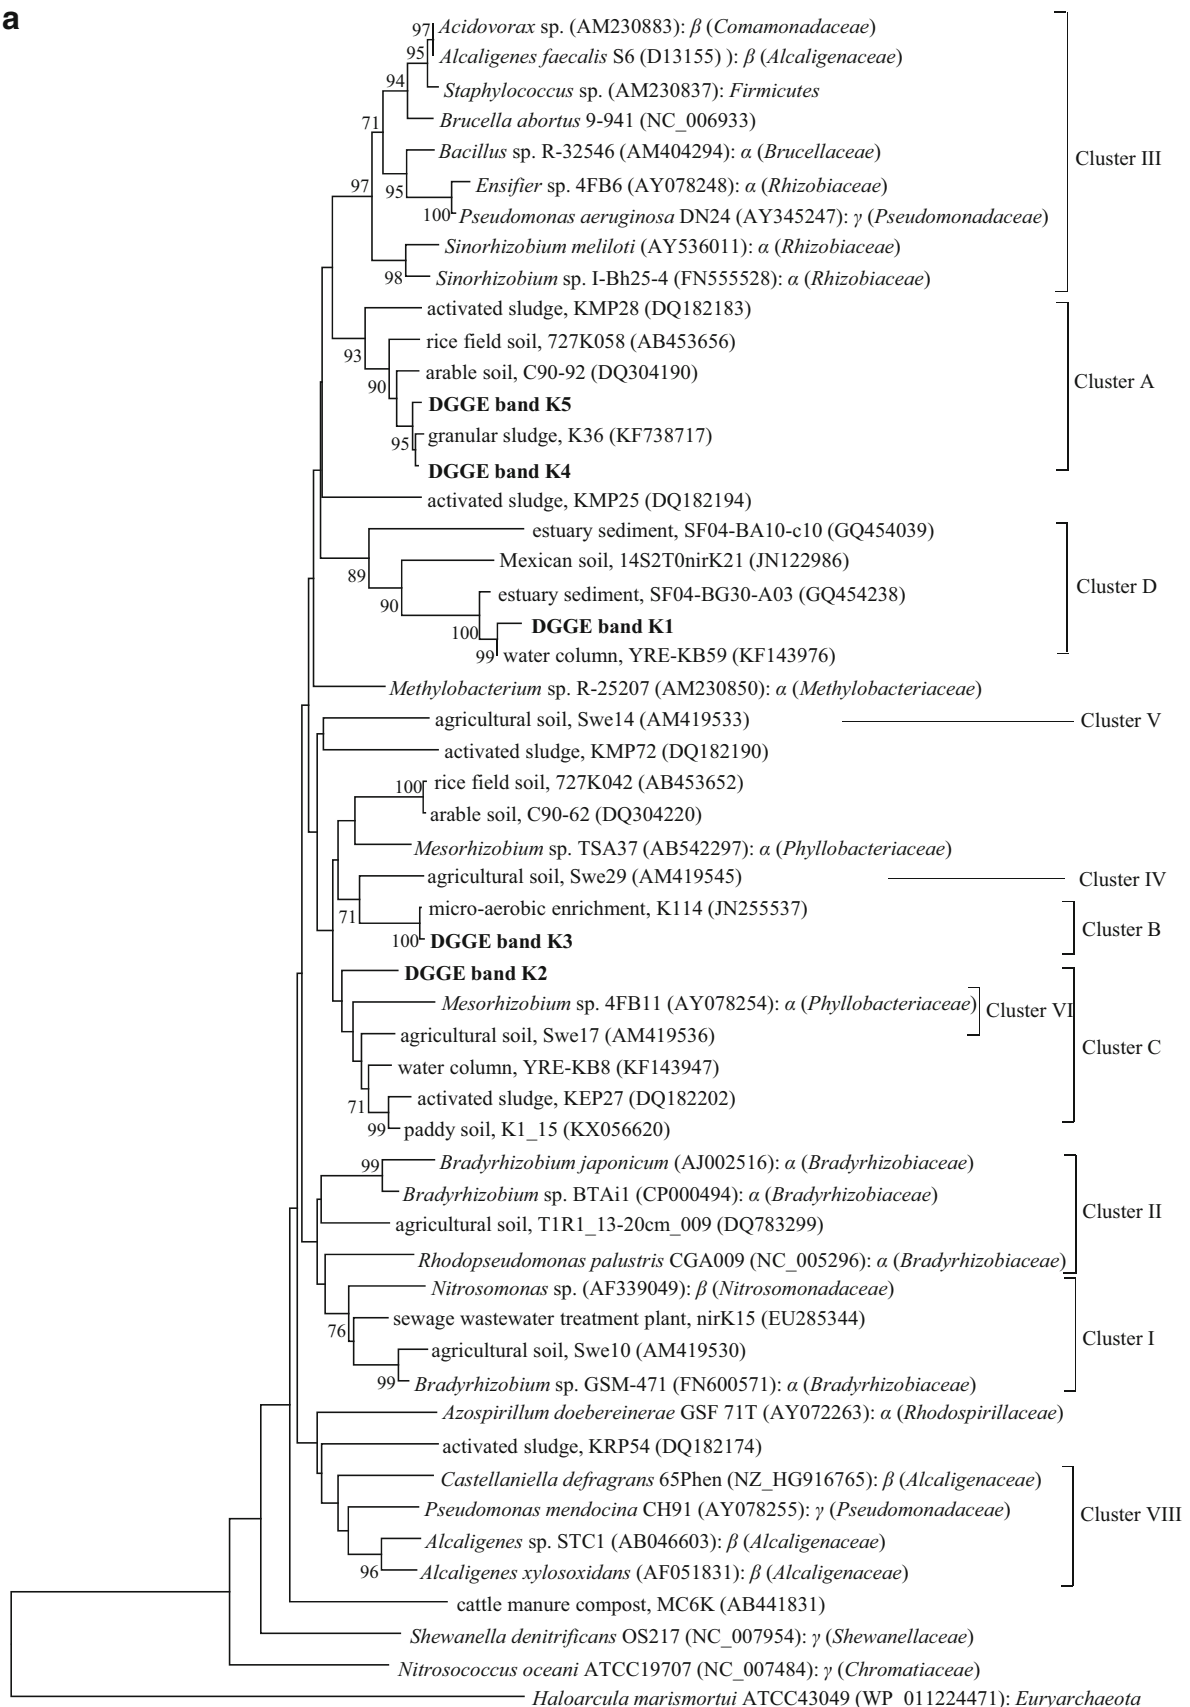 a
97 Acidovorax sp. (AM230883): β (Comamonadaceae)
95 Alcaligenes faecalis S6 (D13155) ): β (Alcaligenaceae)
94 Staphylococcus sp. (AM230837): Firmicutes
71 Brucella abortus 9-941 (NC_006933)
Bacillus sp. R-32546 (AM404294): α (Brucellaceae)
Cluster III
97 95 Ensifier sp. 4FB6 (AY078248): α (Rhizobiaceae)
100 Pseudomonas aeruginosa DN24 (AY345247): γ (Pseudomonadaceae)
Sinorhizobium meliloti (AY536011): α (Rhizobiaceae)
98 Sinorhizobium sp. I-Bh25-4 (FN555528): α (Rhizobiaceae)
activated sludge, KMP28 (DQ182183)
93 rice field soil, 727K058 (AB453656)
90 arable soil, C90-92 (DQ304190)
Cluster A
DGGE band K5
95 granular sludge, K36 (KF738717)
DGGE band K4
activated sludge, KMP25 (DQ182194)
estuary sediment, SF04-BA10-c10 (GQ454039)
89 Mexican soil, 14S2T0nirK21 (JN122986)
Cluster D
90 estuary sediment, SF04-BG30-A03 (GQ454238)
100 DGGE band K1
99 water column, YRE-KB59 (KF143976)
Methylobacterium sp. R-25207 (AM230850): α (Methylobacteriaceae)
agricultural soil, Swe14 (AM419533) Cluster V
activated sludge, KMP72 (DQ182190)
100 rice field soil, 727K042 (AB453652)
arable soil, C90-62 (DQ304220)
Mesorhizobium sp. TSA37 (AB542297): α (Phyllobacteriaceae)
agricultural soil, Swe29 (AM419545) Cluster IV
71 micro-aerobic enrichment, K114 (JN255537)
Cluster B
100 DGGE band K3
DGGE band K2
Mesorhizobium sp. 4FB11 (AY078254): α (Phyllobacteriaceae) Cluster VI
agricultural soil, Swe17 (AM419536)
Cluster C
water column, YRE-KB8 (KF143947)
71 activated sludge, KEP27 (DQ182202)
99 paddy soil, K1_15 (KX056620)
99 Bradyrhizobium japonicum (AJ002516): α (Bradyrhizobiaceae)
Bradyrhizobium sp. BTAi1 (CP000494): α (Bradyrhizobiaceae)
Cluster II
agricultural soil, T1R1_13-20cm_009 (DQ783299)
Rhodopseudomonas palustris CGA009 (NC_005296): α (Bradyrhizobiaceae)
Nitrosomonas sp. (AF339049): β (Nitrosomonadaceae)
76 sewage wastewater treatment plant, nirK15 (EU285344)
Cluster I
agricultural soil, Swe10 (AM419530)
99 Bradyrhizobium sp. GSM-471 (FN600571): α (Bradyrhizobiaceae)
Azospirillum doebereinerae GSF 71T (AY072263): α (Rhodospirillaceae)
activated sludge, KRP54 (DQ182174)
Castellaniella defragrans 65Phen (NZ_HG916765): β (Alcaligenaceae)
Pseudomonas mendocina CH91 (AY078255): γ (Pseudomonadaceae)
Cluster VIII
Alcaligenes sp. STC1 (AB046603): β (Alcaligenaceae)
96 Alcaligenes xylosoxidans (AF051831): β (Alcaligenaceae)
cattle manure compost, MC6K (AB441831)
Shewanella denitrificans OS217 (NC_007954): γ (Shewanellaceae)
Nitrosococcus oceani ATCC19707 (NC_007484): γ (Chromatiaceae)
Haloarcula marismortui ATCC43049 (WP_011224471): Euryarchaeota